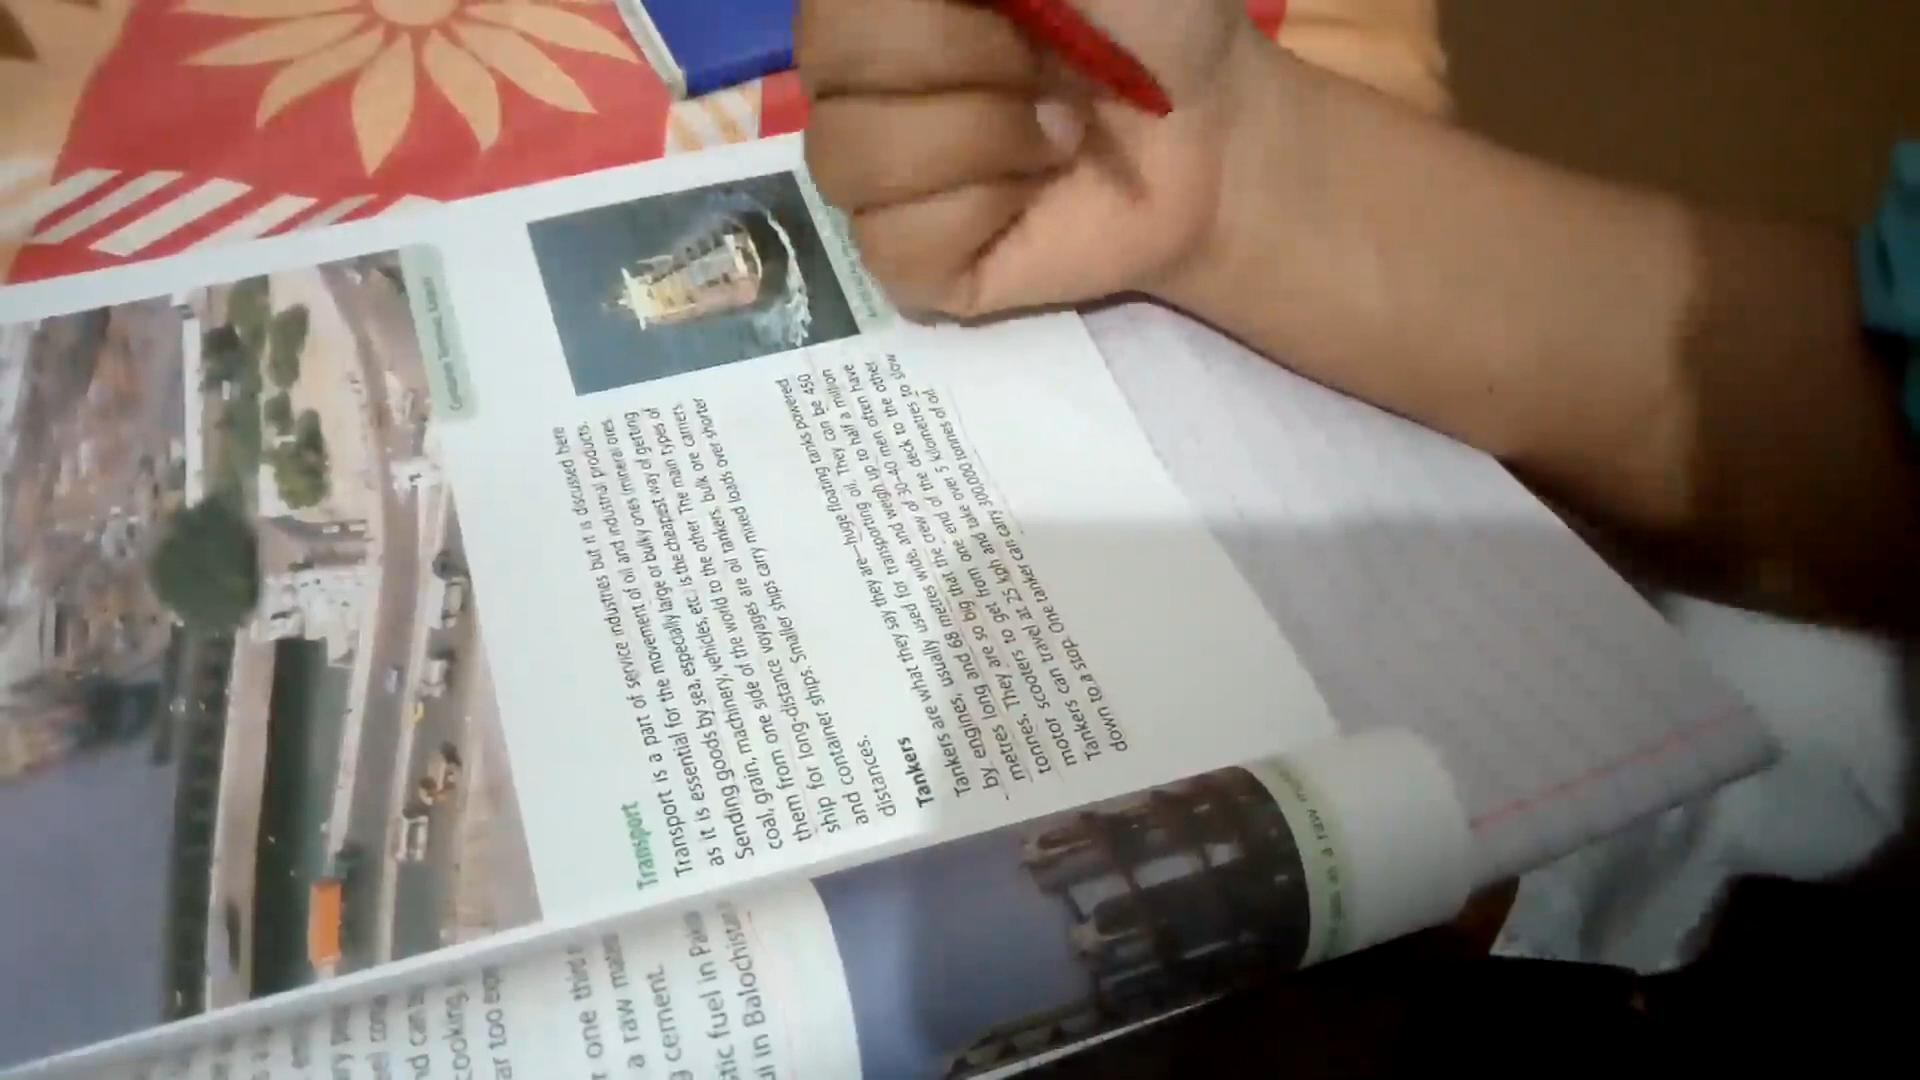 Transport
Transport is a part of service industries but it is discussed here
as it is essential for the movement of oil and industrial products.
Sending goods by sea, especially large or bulky ones (mineral ores,
coal, grain, machinery, vehicles, etc.) is the cheapest way of getting
them from one side of the world to the other. The main types of
ship for long-distance voyages are oil tankers, bulk ore carriers,
and container ships. Smaller ships carry mixed loads over shorter
distances.
Tankers
Tankers are what they say they are—huge floating tanks powered
by engines, usually used for transporting oil. They can be 450
metres long and 68 metres wide, and weigh up to half a million
tonnes. They are so big that the crew of 30–40 men often have
motor scooters to get from one end of the deck to the other.
Tankers can travel at 25 kph and take over 5 kilometres to slow
down to a stop. One tanker can carry 300,000 tonnes of oil
cooking
too
one third
a raw
cement.
fuel in
in Balochistan
as a raw